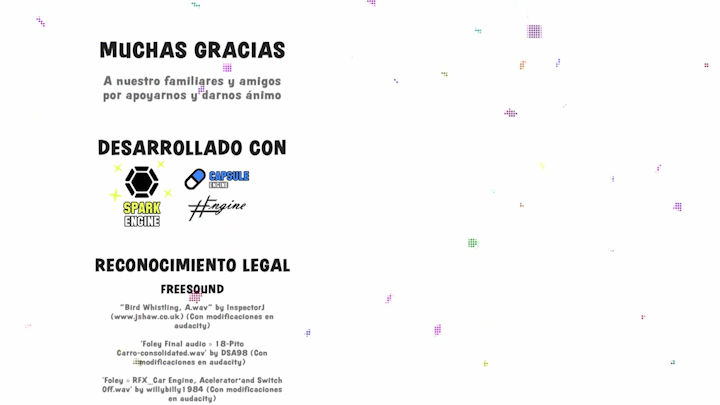 MUCHAS GRACIAS
A nuestro familiares y amigos
por apoyarnos y darnos ánimo
DESARROLLADO CON
SPARK
ENGINE
CAPSULE
ENGINE
#Engine
RECONOCIMIENTO LEGAL
FREESOUND
"Bird Whistling, A.wav" by InspectorJ
(www.jshaw.co.uk) (Con modificaciones en
audacity)
'Foley Final audio » 18-Pito
Carro-consolidated.wav' by DSA98 (Con
modificaciones en audacity)
'Foley » RFX_Car Engine, Acelerator and Switch
Off.wav' by willybilly1984 (Con modificaciones
en audacity)